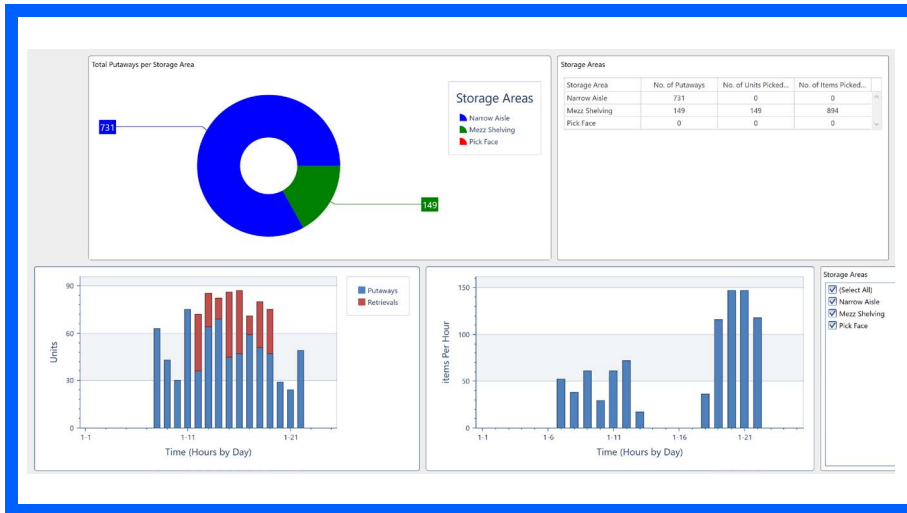 Total Putaways per Storage Area
731
149
Storage Areas
Narrow Aisle
Mezz Shelving
Pick Face
Storage Areas
Storage Area No. of Putaways No. of Units Picked... No. of Items Picked...
Narrow Aisle 731 0 0
Mezz Shelving 149 149 894
Pick Face 0 0 0
90
60
30
0
Units
1-1 1-11 1-21
Time (Hours by Day)
Putaways
Retrievals
150
100
50
0
items Per Hour
1-1 1-6 1-11 1-16 1-21
Time (Hours by Day)
Storage Areas
(Select All)
Narrow Aisle
Mezz Shelving
Pick Face